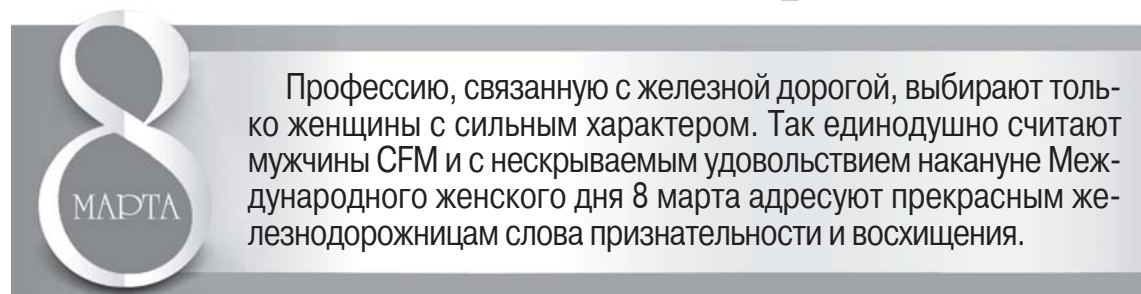 8
МАРТА
Профессию, связанную с железной дорогой, выбирают толь-
ко женщины с сильным характером. Так единодушно считают
мужчины CFM и с нескрываемым удовольствием накануне Меж-
дународного женского дня 8 марта адресуют прекрасным же-
лезнодорожницам слова признательности и восхищения.